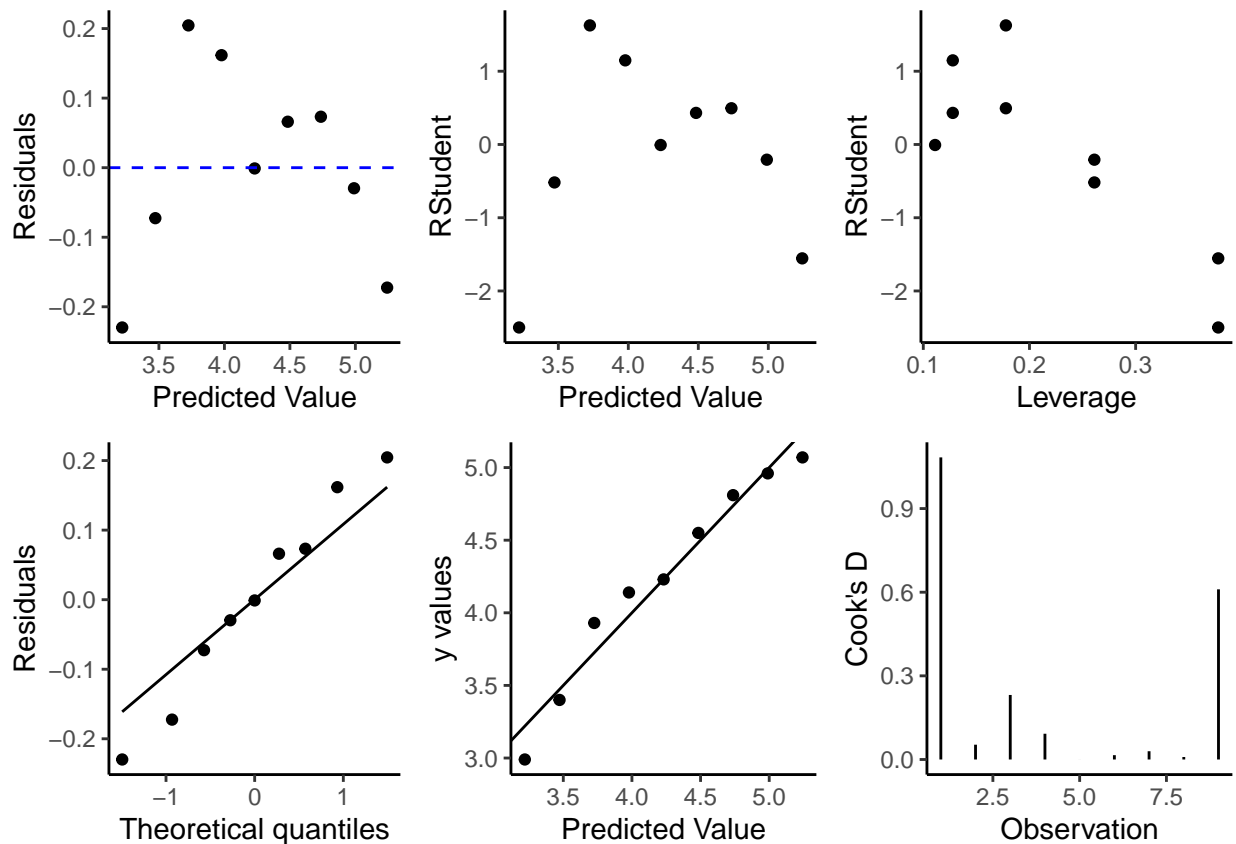 Residuals
0.2
0.1
0.0
−0.1
−0.2
3.5 4.0 4.5 5.0
Predicted Value
RStudent
1
0
−1
−2
3.5 4.0 4.5 5.0
Predicted Value
RStudent
1
0
−1
−2
0.1 0.2 0.3
Leverage
Residuals
0.2
0.1
0.0
−0.1
−0.2
−1 0 1
Theoretical quantiles
y values
5.0
4.5
4.0
3.5
3.0
3.5 4.0 4.5 5.0
Predicted Value
Cook's D
0.9
0.6
0.3
0.0
2.5 5.0 7.5
Observation